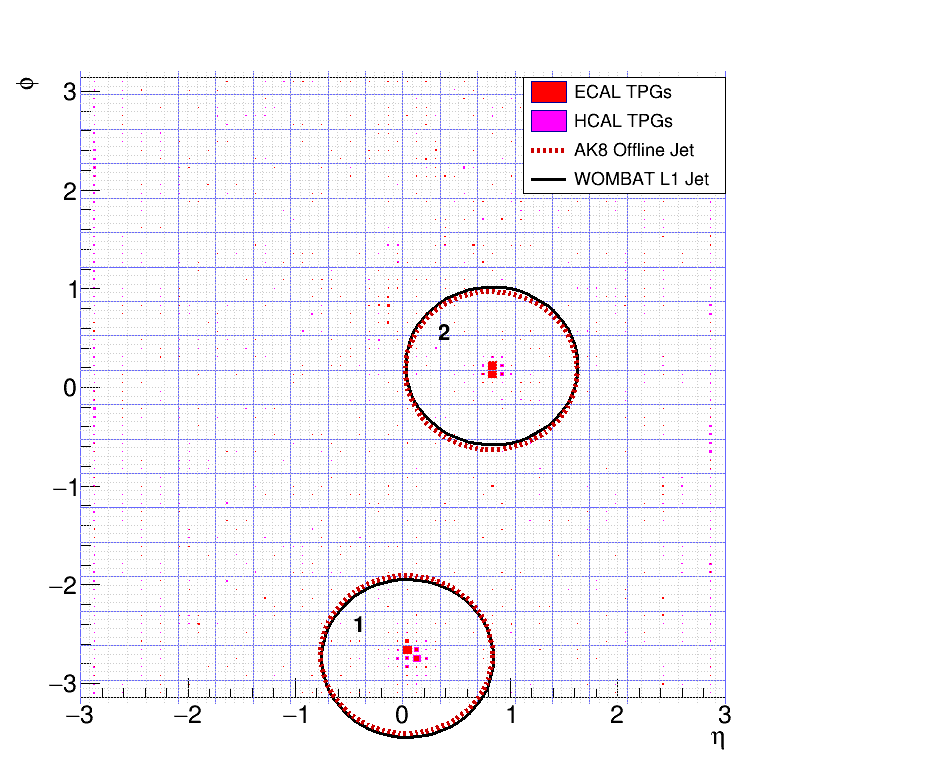 ϕ
3
2
1
0
−1
−2
−3
ECAL TPGs
HCAL TPGs
AK8 Offline Jet
WOMBAT L1 Jet
2
1
−3 −2 −1 0 1 2 3
η